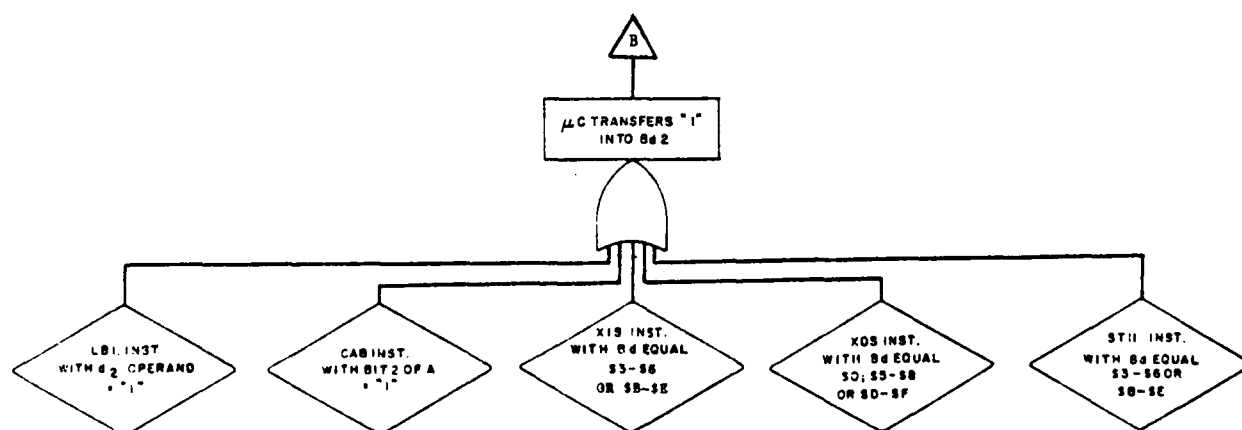 B
μC TRANSFERS "1"
INTO Bd 2
LBI. INST
WITH d2, OPERAND
= "1"
CAB INST.
WITH BIT 2 OF A
= "1"
XIS INST.
WITH Bd EQUAL
$3-$6
OR $B-$E
XDS INST.
WITH Bd EQUAL
$0; $5-$8
OR $D-$F
STII INST.
WITH Bd EQUAL
$3-$6 OR
$B-$E